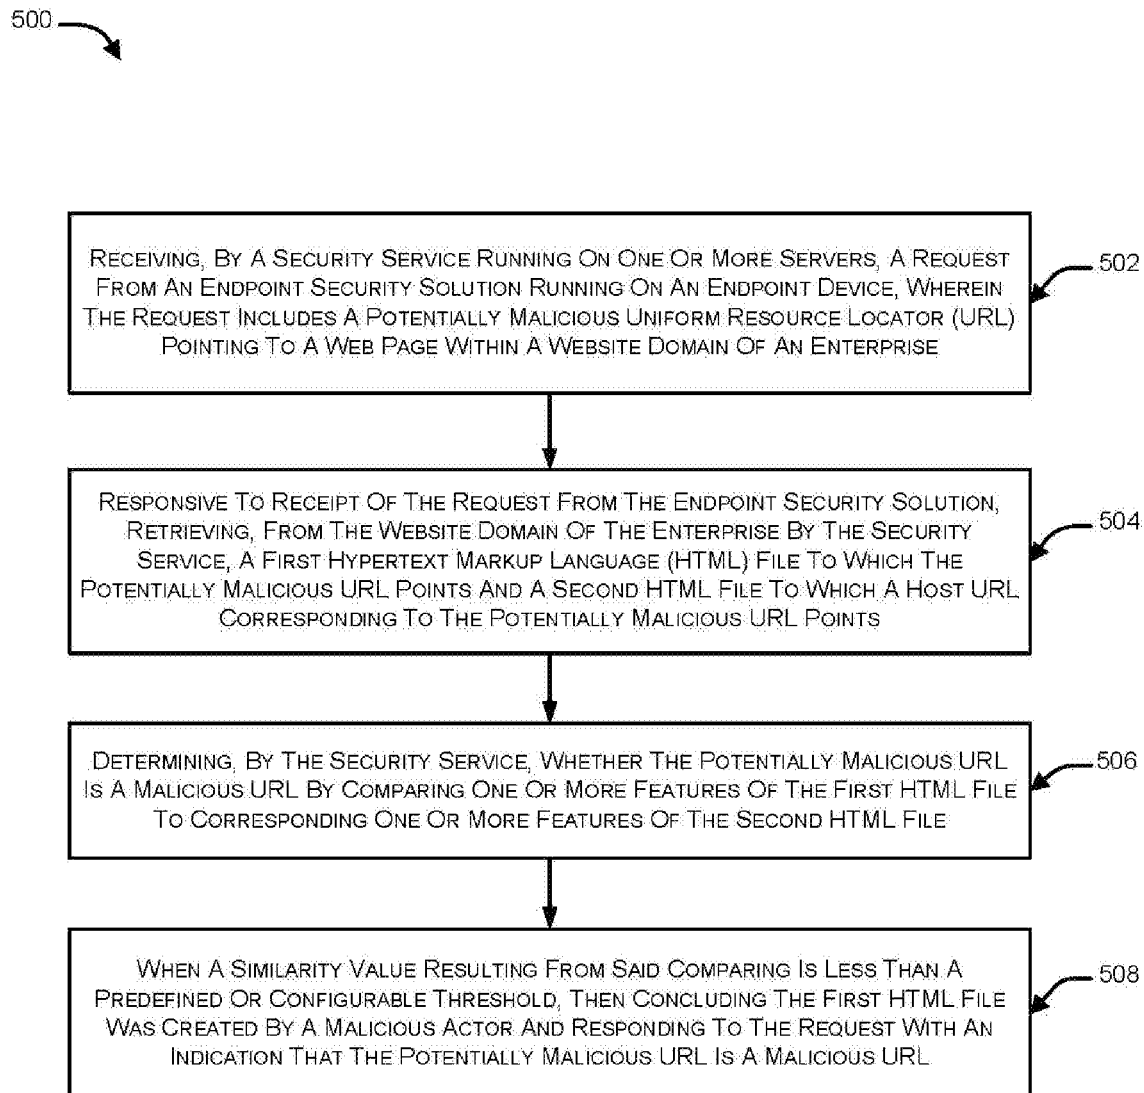 500
RECEIVING, BY A SECURITY SERVICE RUNNING ON ONE OR MORE SERVERS, A REQUEST
FROM AN ENDPOINT SECURITY SOLUTION RUNNING ON AN ENDPOINT DEVICE, WHEREIN
THE REQUEST INCLUDES A POTENTIALLY MALICIOUS UNIFORM RESOURCE LOCATOR (URL)
POINTING TO A WEB PAGE WITHIN A WEBSITE DOMAIN OF AN ENTERPRISE
502
RESPONSIVE TO RECEIPT OF THE REQUEST FROM THE ENDPOINT SECURITY SOLUTION,
RETRIEVING, FROM THE WEBSITE DOMAIN OF THE ENTERPRISE BY THE SECURITY
SERVICE, A FIRST HYPERTEXT MARKUP LANGUAGE (HTML) FILE TO WHICH THE
POTENTIALLY MALICIOUS URL POINTS AND A SECOND HTML FILE TO WHICH A HOST URL
CORRESPONDING TO THE POTENTIALLY MALICIOUS URL POINTS
504
DETERMINING, BY THE SECURITY SERVICE, WHETHER THE POTENTIALLY MALICIOUS URL
IS A MALICIOUS URL BY COMPARING ONE OR MORE FEATURES OF THE FIRST HTML FILE
TO CORRESPONDING ONE OR MORE FEATURES OF THE SECOND HTML FILE
506
WHEN A SIMILARITY VALUE RESULTING FROM SAID COMPARING IS LESS THAN A
PREDEFINED OR CONFIGURABLE THRESHOLD, THEN CONCLUDING THE FIRST HTML FILE
WAS CREATED BY A MALICIOUS ACTOR AND RESPONDING TO THE REQUEST WITH AN
INDICATION THAT THE POTENTIALLY MALICIOUS URL IS A MALICIOUS URL
508